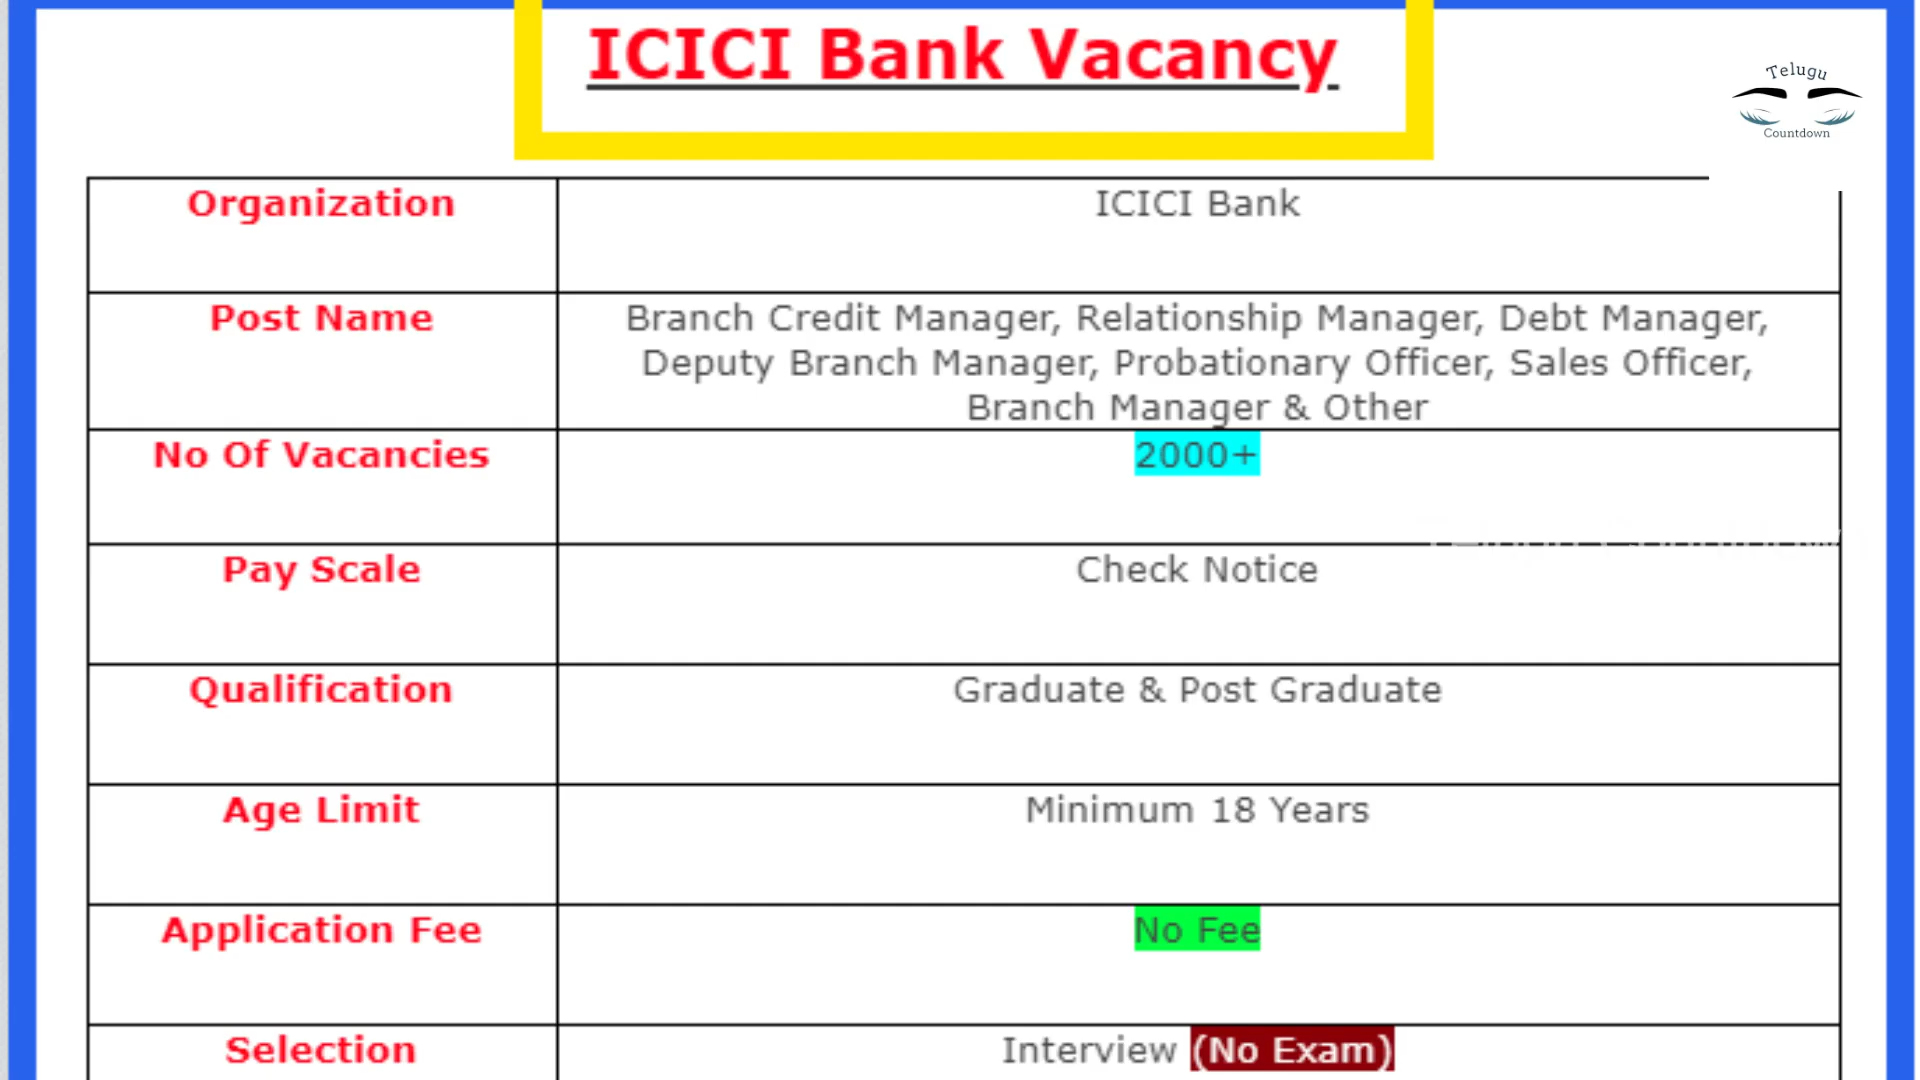 ICICI Bank Vacancy
Telugu
Countdown
Organization
ICICI Bank
Post Name
Branch Credit Manager, Relationship Manager, Debt Manager,
Deputy Branch Manager, Probationary Officer, Sales Officer,
Branch Manager & Other
No Of Vacancies
2000+
Pay Scale
Check Notice
Qualification
Graduate & Post Graduate
Age Limit
Minimum 18 Years
Application Fee
No Fee
Selection
Interview (No Exam)